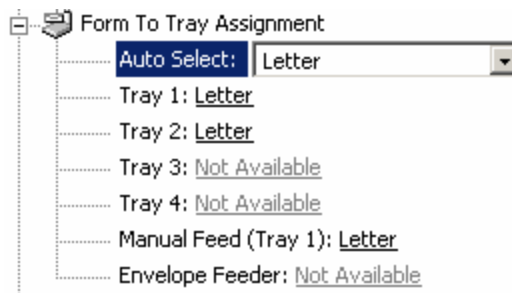 Form To Tray Assignment
Auto Select: Letter
Tray 1: Letter
Tray 2: Letter
Tray 3: Not Available
Tray 4: Not Available
Manual Feed (Tray 1): Letter
Envelope Feeder: Not Available